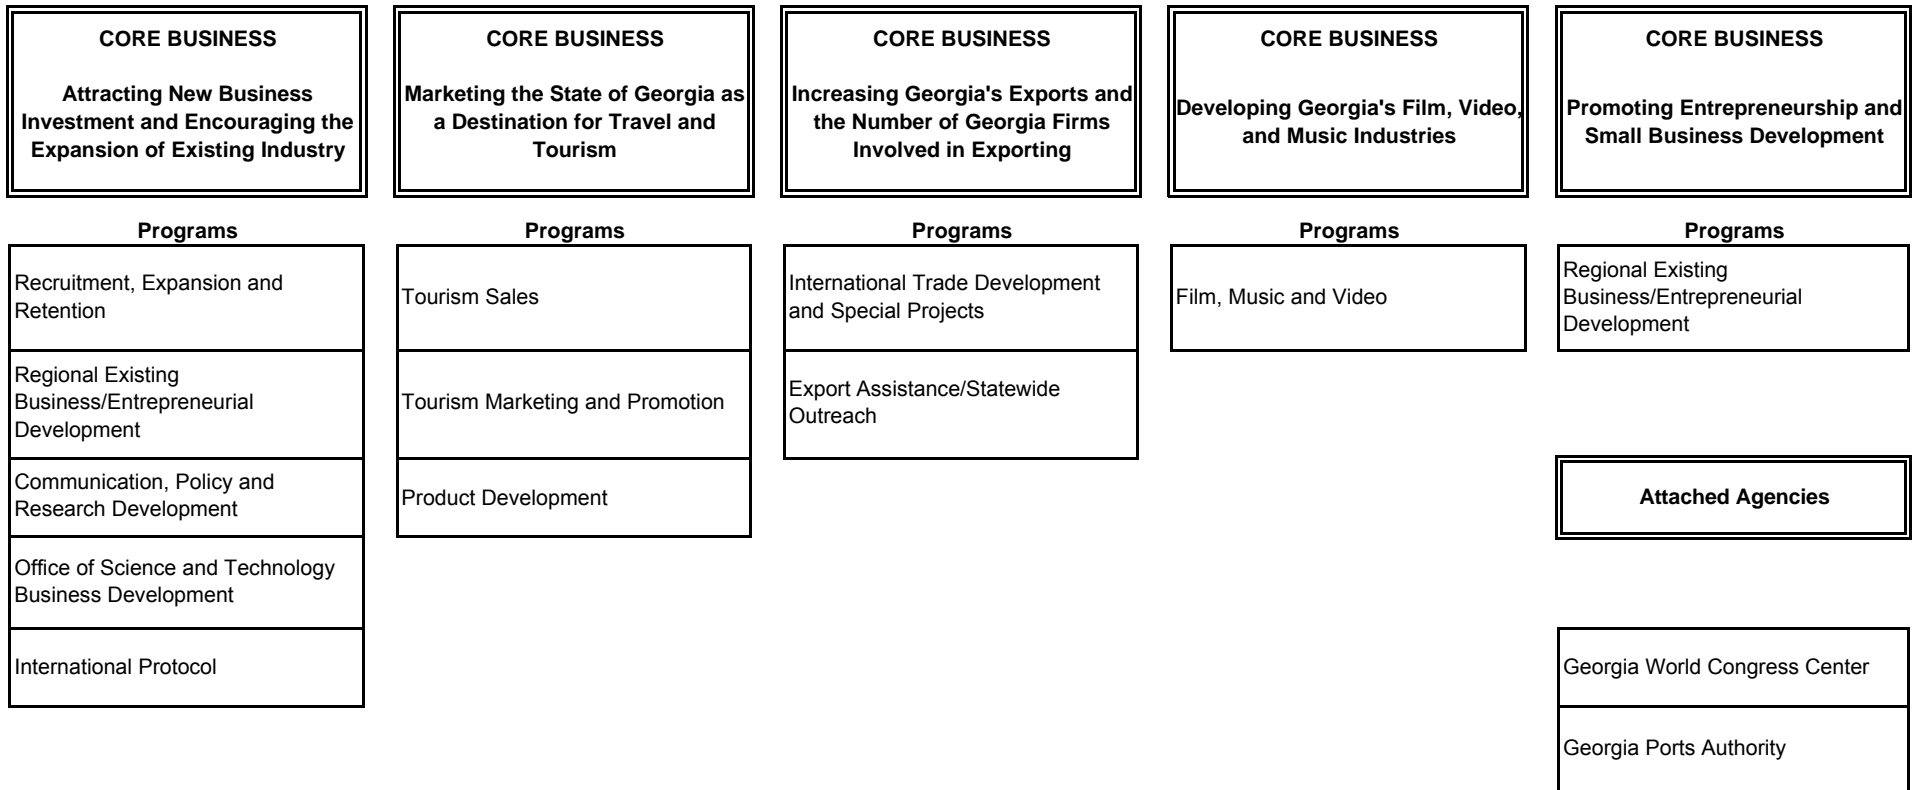 CORE BUSINESS
Attracting New Business
Investment and Encouraging the
Expansion of Existing Industry
Programs
Recruitment, Expansion and
Retention
Regional Existing
Business/Entrepreneurial
Development
Communication, Policy and
Research Development
Office of Science and Technology
Business Development
International Protocol
CORE BUSINESS
Marketing the State of Georgia as
a Destination for Travel and
Tourism
Programs
Tourism Sales
Tourism Marketing and Promotion
Product Development
CORE BUSINESS
Increasing Georgia's Exports and
the Number of Georgia Firms
Involved in Exporting
Programs
International Trade Development
and Special Projects
Export Assistance/Statewide
Outreach
CORE BUSINESS
Developing Georgia's Film, Video,
and Music Industries
Programs
Film, Music and Video
CORE BUSINESS
Promoting Entrepreneurship and
Small Business Development
Programs
Regional Existing
Business/Entrepreneurial
Development
Attached Agencies
Georgia World Congress Center
Georgia Ports Authority